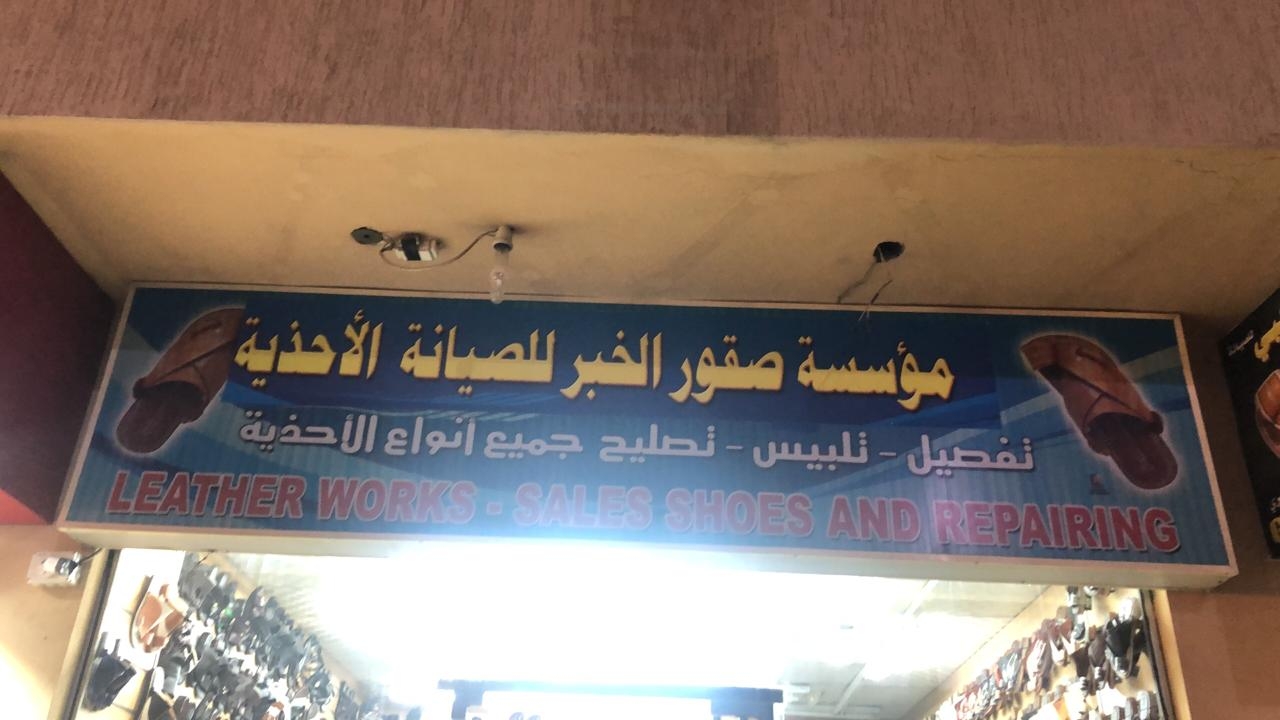 مؤسسة صقور الخبر للصيانة الأحذية
تفصيل - تلبيس - تصليح جميع أنواع الأحذية
LEATHER WORKS - SALES SHOES AND REPAIRING